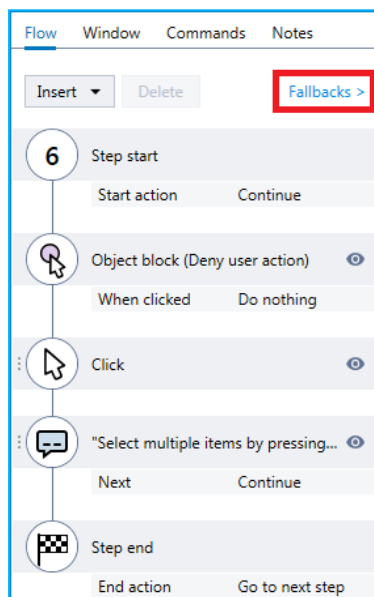 Flow Window Commands Notes
Insert Delete Fallbacks >
6 Step start
Start action Continue
Object block (Deny user action)
When clicked Do nothing
Click
"Select multiple items by pressing...
Next Continue
Step end
End action Go to next step